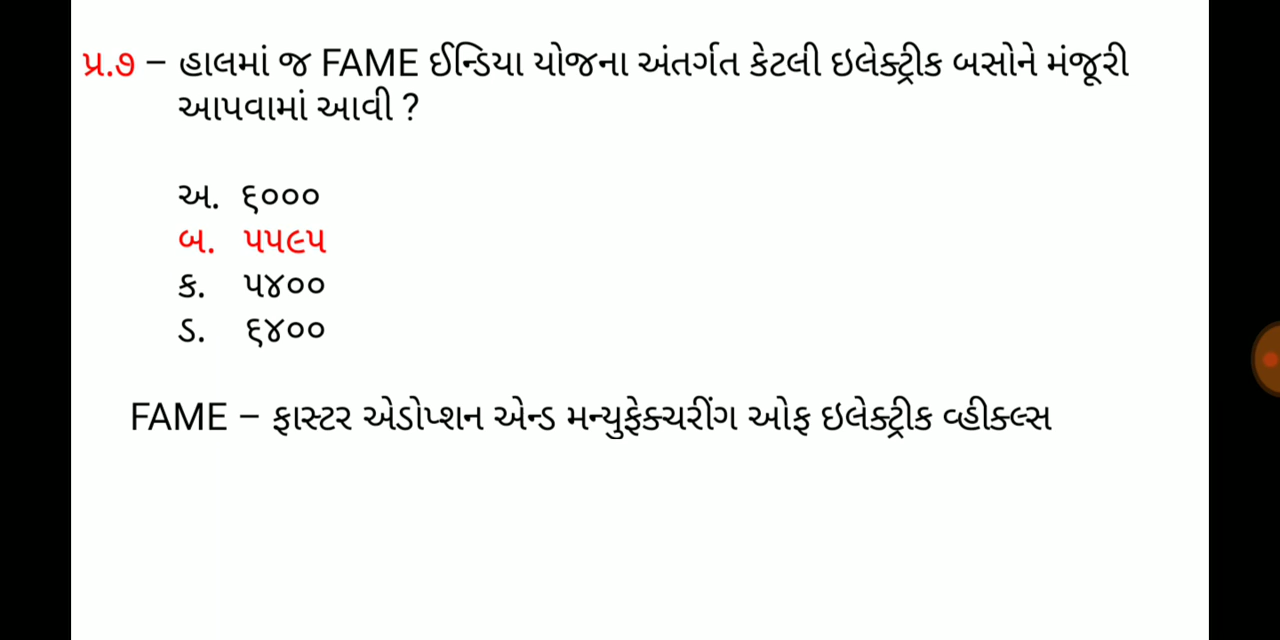 પ્ર.૭ – હાલમાં જ FAME ઈન્ડિયા યોજના અંતર્ગત કેટલી ઇલેક્ટ્રીક બસોને મંજૂરી
આપવામાં આવી ?
અ. ૬૦૦૦
બ. ૫૫૯૫
ક. ૫૪૦૦
ડ. ૬૪૦૦
FAME – ફાસ્ટર એડોપ્શન એન્ડ મન્યુફેક્ચરીંગ ઓફ ઇલેક્ટ્રીક વ્હીક્લ્સ